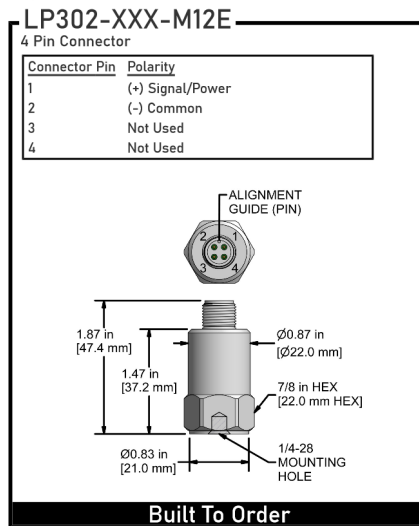 LP302-XXX-M12E
4 Pin Connector
Connector Pin Polarity
1 (+) Signal/Power
2 (-) Common
3 Not Used
4 Not Used
ALIGNMENT
GUIDE (PIN)
2 1
3 4
1.87 in
[47.4 mm]
Ø0.87 in
[Ø22.0 mm]
1.47 in
[37.2 mm]
7/8 in HEX
[22.0 mm HEX]
Ø0.83 in
[21.0 mm]
1/4-28
MOUNTING
HOLE
Built To Order